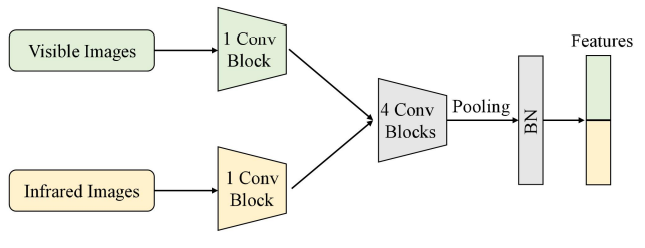 Visible Images
1 Conv
Block
Infrared Images
1 Conv
Block
4 Conv
Blocks
Pooling
BN
Features